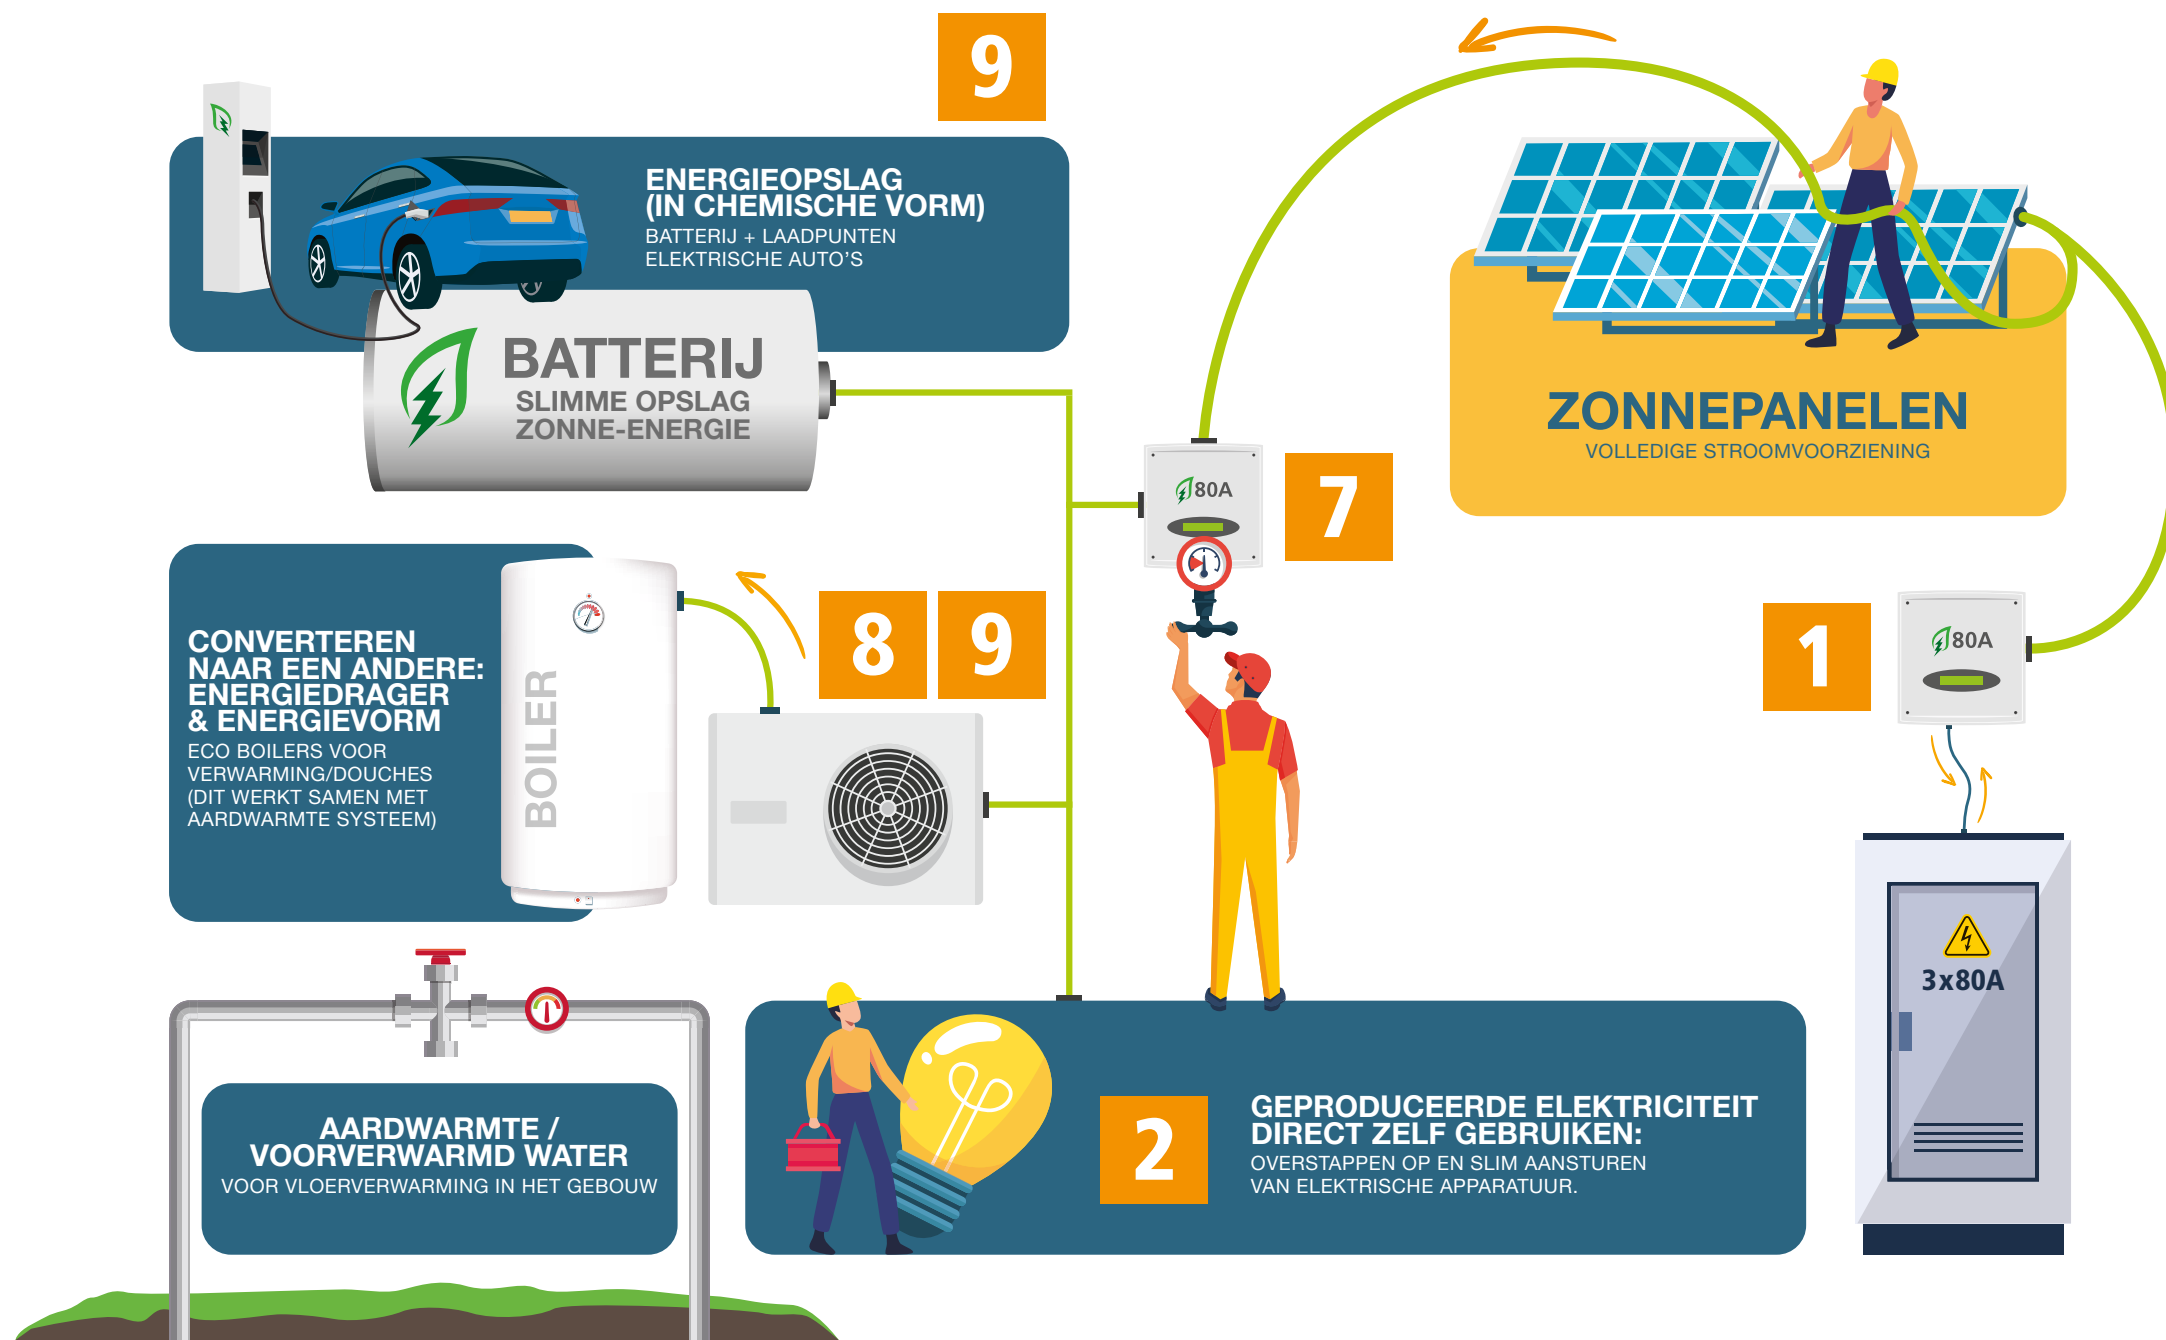 9
ENERGIEOPSLAG
(IN CHEMISCHE VORM)
BATTERIJ + LAADPUNTEN
ELEKTRISCHE AUTO'S
BATTERIJ
SLIMME OPSLAG
ZONNE-ENERGIE
ZONNEPANELEN
VOLLEDIGE STROOMVOORZIENING
80A
7
CONVERTEREN
NAAR EEN ANDERE:
ENERGIEDRAGER
& ENERGIEVORM
ECO BOILERS VOOR
VERWARMING/DOUCHES
(DIT WERKT SAMEN MET
AARDWARMTE SYSTEEM)
BOILER
8
9
1
80A
3x80A
AARDWARMTE /
VOORVERWARMD WATER
VOOR VLOERVERWARMING IN HET GEBOUW
2
GEPRODUCEERDE ELEKTRICITEIT
DIRECT ZELF GEBRUIKEN:
OVERSTAPPEN OP EN SLIM AANSTUREN
VAN ELEKTRISCHE APPARATUUR.